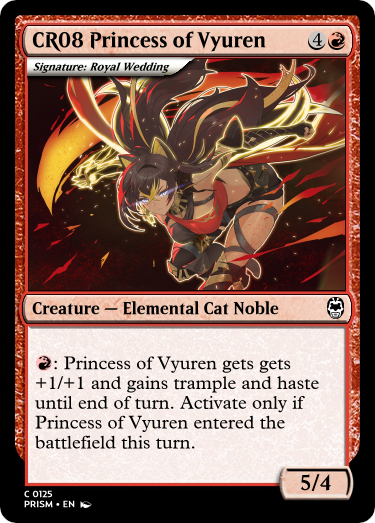 CR08 Princess of Vyuren 4
Signature: Royal Wedding
Creature — Elemental Cat Noble
: Princess of Vyuren gets gets
+1/+1 and gains trample and haste
until end of turn. Activate only if
Princess of Vyuren entered the
battlefield this turn.
5/4
C 0125
PRISM • EN